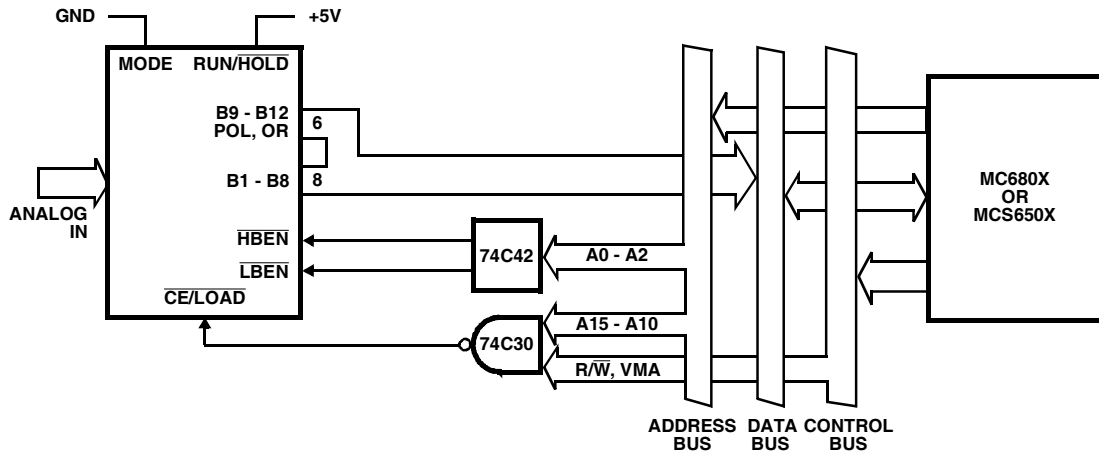 GND
+5V
MODE
RUN/HOLD
B9 - B12
POL, OR
6
B1 - B8
8
ANALOG
IN
HBEN
LBEN
CE/LOAD
74C42
A0 - A2
74C30
A15 - A10
R/W, VMA
MC680X
OR
MCS650X
ADDRESS
BUS
DATA
BUS
CONTROL
BUS